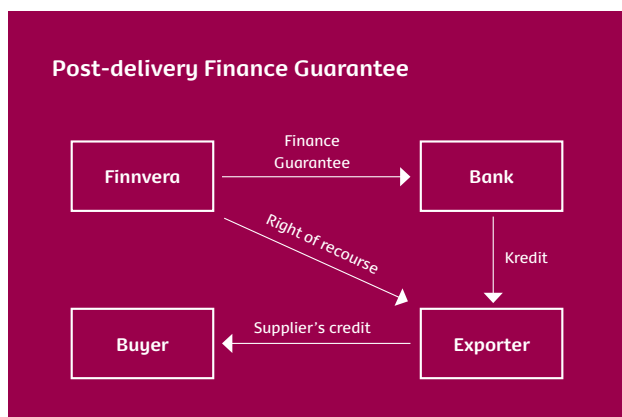 Post-delivery Finance Guarantee
Finance
Guarantee
Finnvera
Bank
Right of recourse
Kredit
Supplier's credit
Buyer
Exporter